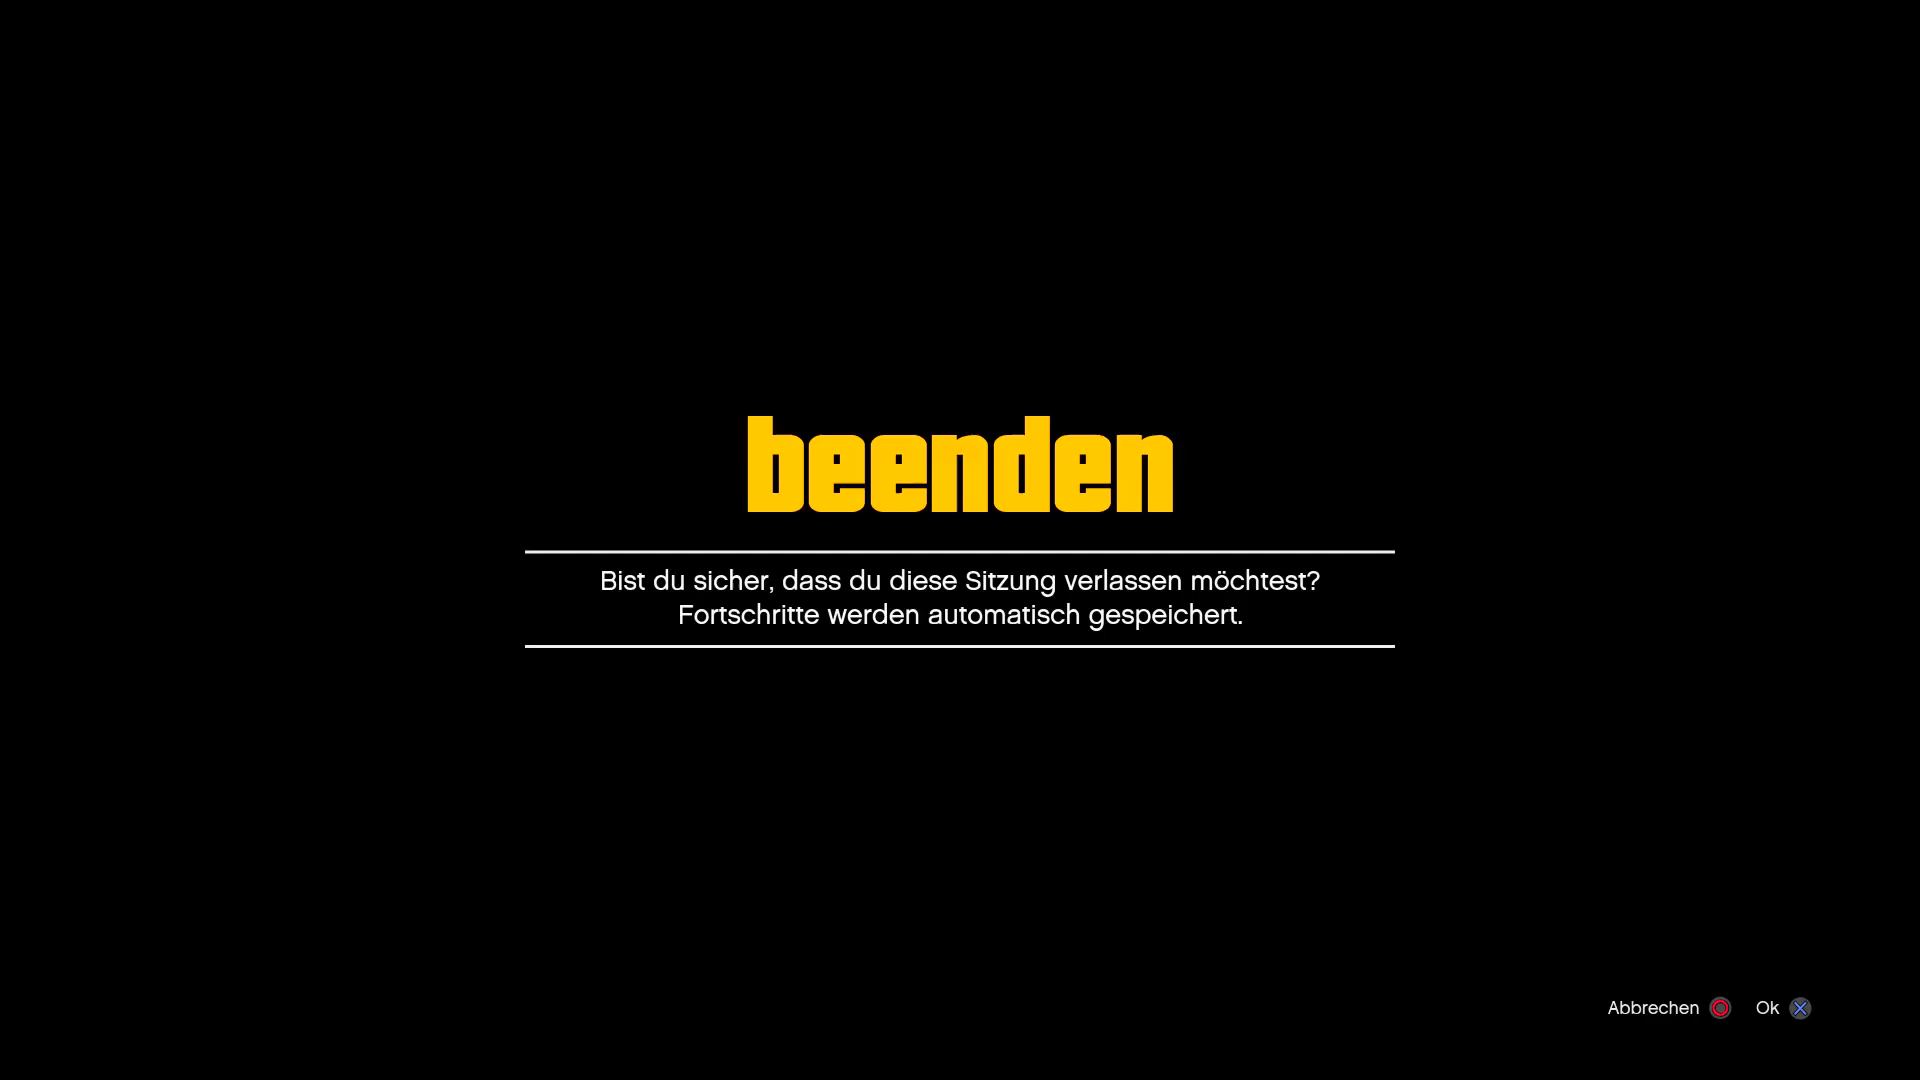 beenden
Bist du sicher, dass du diese Sitzung verlassen möchtest?
Fortschritte werden automatisch gespeichert.
Abbrechen Ok